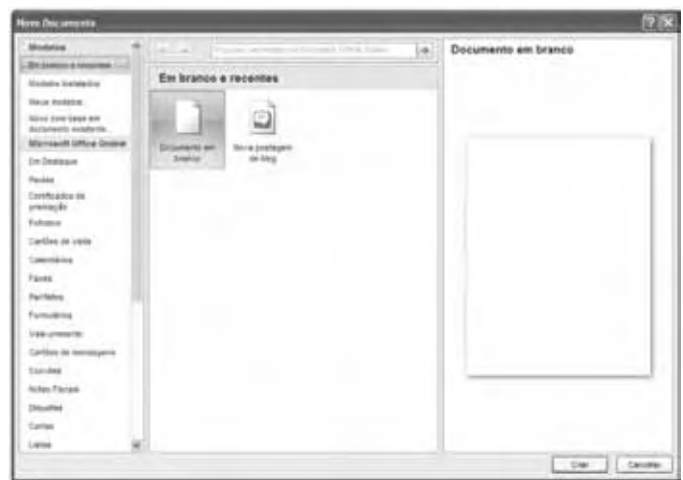 Novo Documento
Modelos
Em branco e recentes
Modelos instalados
Meus modelos
Novo com base em
documento existente...
Microsoft Office Online
Em Destaque
Pautas
Certificados de
premiação
Folhetos
Cartões de visita
Calendários
Faxes
Panfletos
Formulários
Vale-presente
Cartões de mensagens
Convites
Notas Fiscais
Etiquetas
Cartas
Listas
Em branco e recentes
Documento em
branco
Nova postagem
de blog
Documento em branco
Criar
Cancelar